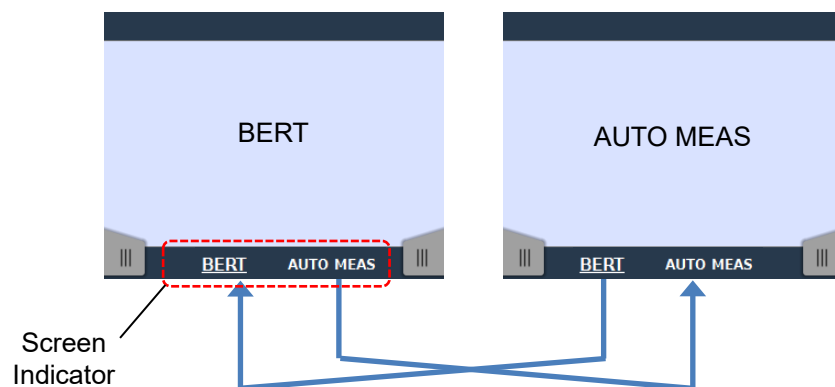 BERT
AUTO MEAS
BERT AUTO MEAS
BERT AUTO MEAS
Screen
Indicator